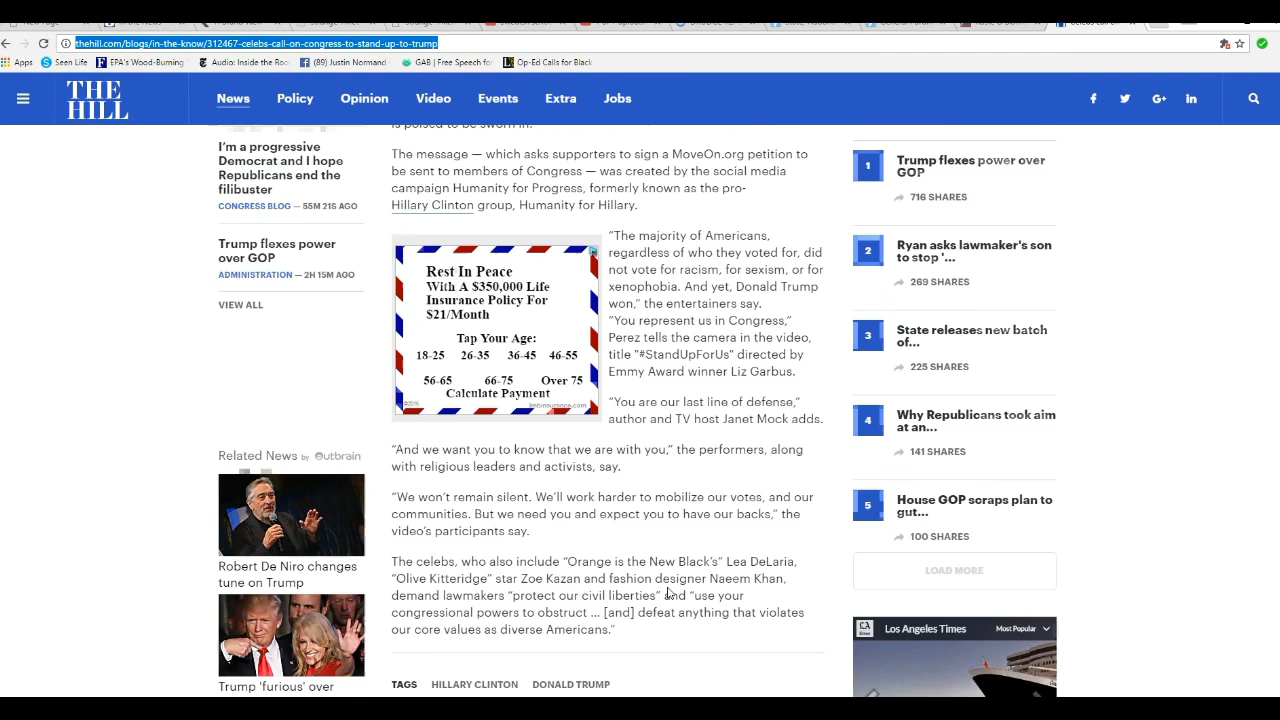 thehill.com/blogs/in-the-know/312467-celebs-call-on-congress-to-stand-up-to-trump
Apps
Seen Life
EPA's Wood-Burning
Audio: Inside the Roo
(89) Justin Normand
GAB | Free Speech for
Op-Ed Calls for Black
THE
HILL
News
Policy
Opinion
Video
Events
Extra
Jobs
I'm a progressive
Democrat and I hope
Republicans end the
filibuster
CONGRESS BLOG — 55M 21S AGO
Trump flexes power
over GOP
ADMINISTRATION — 2H 15M AGO
VIEW ALL
Related News by Outbrain
Robert De Niro changes
tune on Trump
Trump 'furious' over
is poised to be sworn in.
The message — which asks supporters to sign a MoveOn.org petition to
be sent to members of Congress — was created by the social media
campaign Humanity for Progress, formerly known as the pro-
Hillary Clinton group, Humanity for Hillary.
Rest In Peace
With A $350,000 Life
Insurance Policy For
$21/Month
Tap Your Age:
18-25 26-35 36-45 46-55
56-65 66-75 Over 75
Calculate Payment
©2016
lmbinsurance.com
“The majority of Americans,
regardless of who they voted for, did
not vote for racism, for sexism, or for
xenophobia. And yet, Donald Trump
won,” the entertainers say.
“You represent us in Congress,”
Perez tells the camera in the video,
title "#StandUpForUs" directed by
Emmy Award winner Liz Garbus.
“You are our last line of defense,”
author and TV host Janet Mock adds.
“And we want you to know that we are with you,” the performers, along
with religious leaders and activists, say.
“We won't remain silent. We'll work harder to mobilize our votes, and our
communities. But we need you and expect you to have our backs,” the
video's participants say.
The celebs, who also include “Orange is the New Black's” Lea DeLaria,
“Olive Kitteridge” star Zoe Kazan and fashion designer Naeem Khan,
demand lawmakers “protect our civil liberties” and “use your
congressional powers to obstruct ... [and] defeat anything that violates
our core values as diverse Americans.”
TAGS HILLARY CLINTON DONALD TRUMP
1
Trump flexes power over
GOP
716 SHARES
2
Ryan asks lawmaker's son
to stop '...
269 SHARES
3
State releases new batch
of...
225 SHARES
4
Why Republicans took aim
at an...
141 SHARES
5
House GOP scraps plan to
gut...
100 SHARES
LOAD MORE
Los Angeles Times
Most Popular